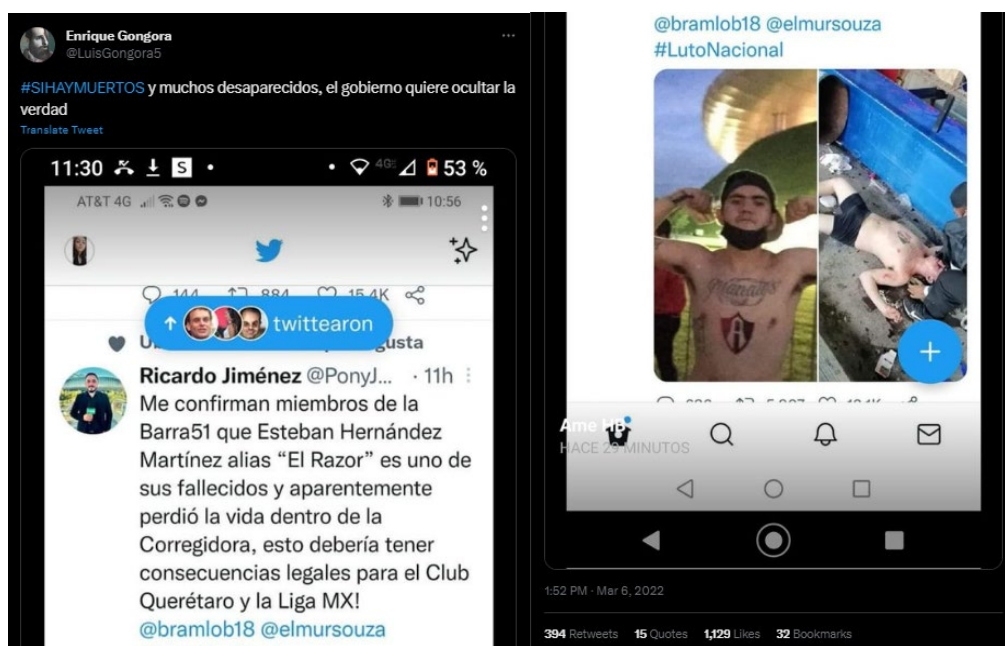 Enrique Gongora
@LuisGongora5
#SIHAYMUERTOS y muchos desaparecidos, el gobierno quiere ocultar la
verdad
Translate Tweet
11:30 S 4G 53 %
AT&T 4G 10:56
144 884 15.4K
twittearon
gusta
Ricardo Jiménez @PonyJ... · 11h
Me confirman miembros de la
Barra51 que Esteban Hernández
Martínez alias “El Razor” es uno de
sus fallecidos y aparentemente
perdió la vida dentro de la
Corregidora, esto debería tener
consecuencias legales para el Club
Querétaro y la Liga MX!
@bramlob18 @elmursouza
@bramlob18 @elmursouza
#LutoNacional
Ame HB
HACE 29 MINUTOS
1:52 PM · Mar 6, 2022
394 Retweets 15 Quotes 1,129 Likes 32 Bookmarks